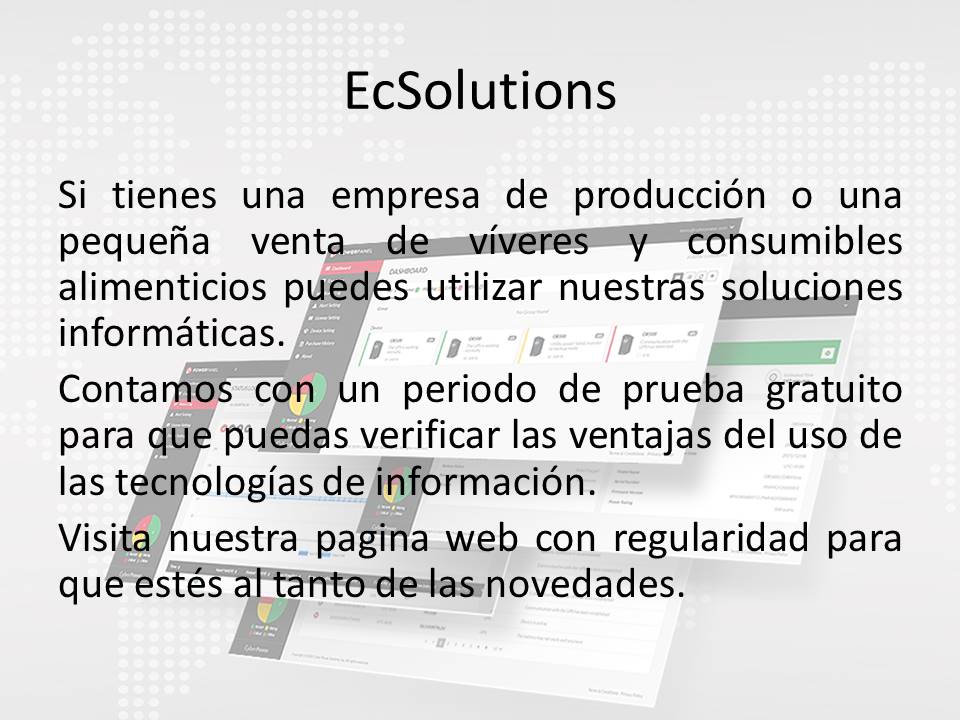 EcSolutions
Si tienes una empresa de producción o una
pequeña venta de víveres y consumibles
alimenticios puedes utilizar nuestras soluciones
informáticas.
Contamos con un periodo de prueba gratuito
para que puedas verificar las ventajas del uso de
las tecnologías de información.
Visita nuestra pagina web con regularidad para
que estés al tanto de las novedades.
DASHBOARD